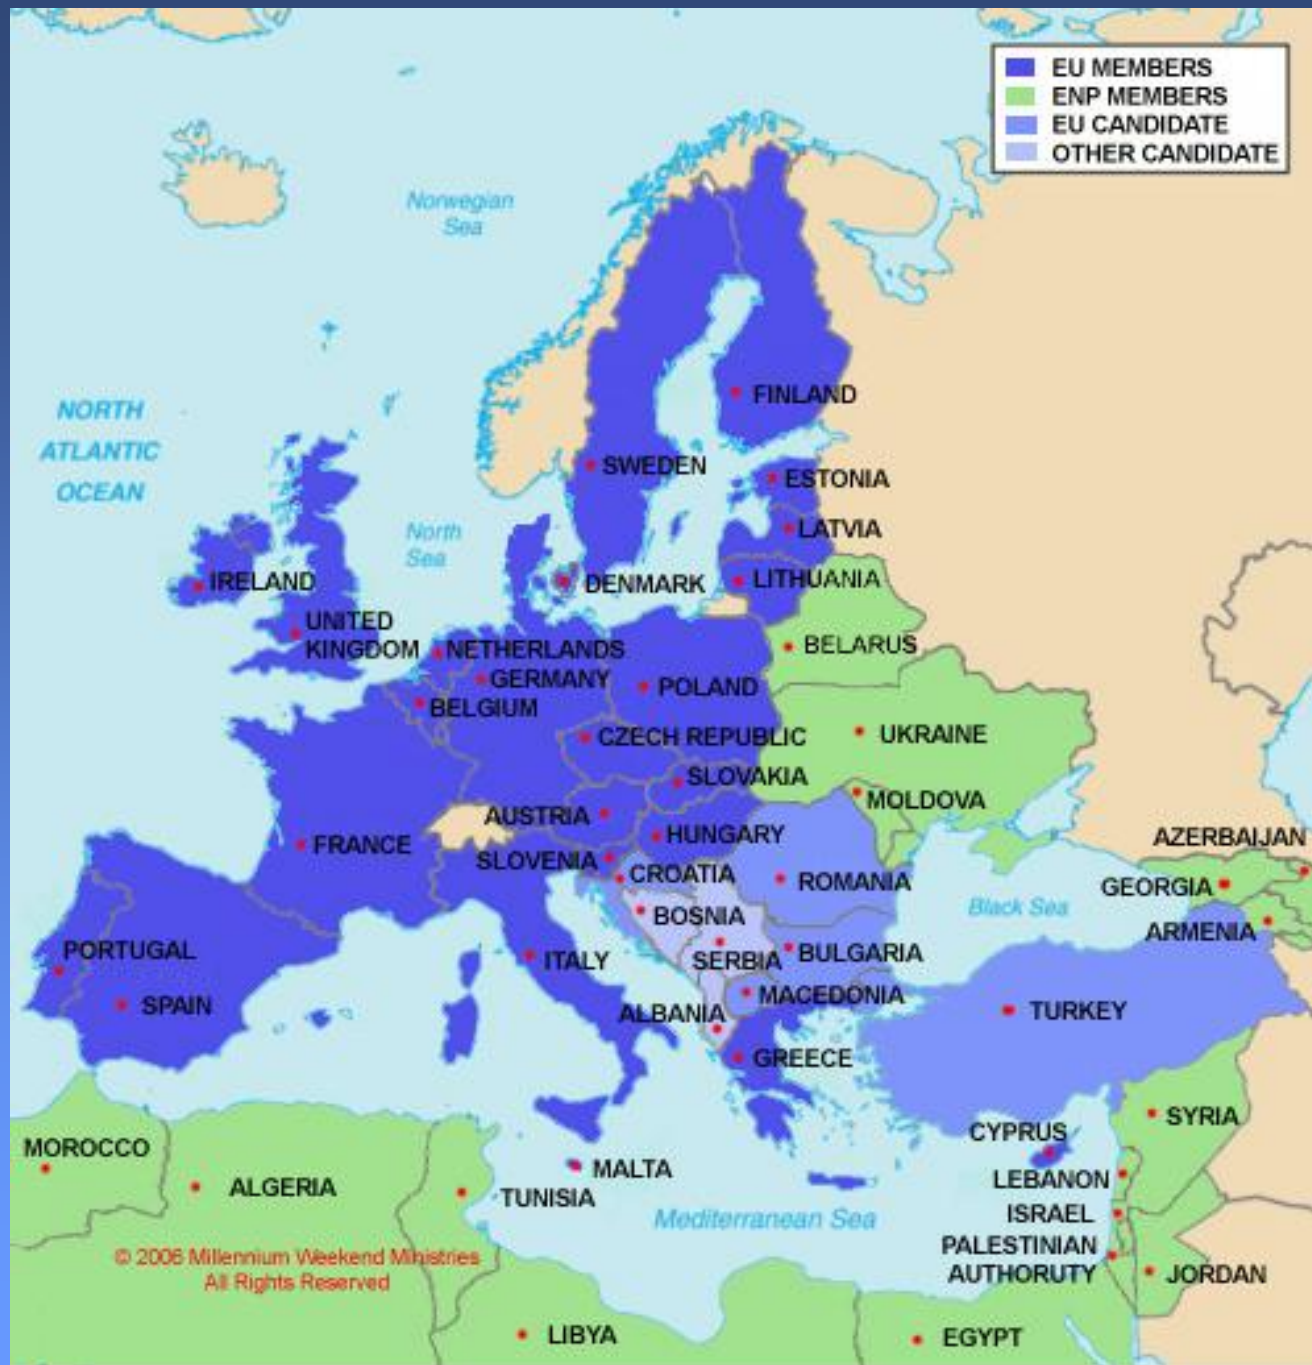 EU MEMBERS
ENP MEMBERS
EU CANDIDATE
OTHER CANDIDATE
Norwegian
Sea
NORTH
ATLANTIC
OCEAN
FINLAND
SWEDEN
ESTONIA
LATVIA
North
Sea
IRELAND
DENMARK
LITHUANIA
UNITED
KINGDOM
NETHERLANDS
BELARUS
GERMANY
BELGIUM
POLAND
CZECH REPUBLIC
UKRAINE
SLOVAKIA
MOLDOVA
AUSTRIA
HUNGARY
FRANCE
SLOVENIA
CROATIA
ROMANIA
AZERBAIJAN
GEORGIA
Black Sea
BOSNIA
ARMENIA
PORTUGAL
ITALY
SERBIA
BULGARIA
SPAIN
MACEDONIA
ALBANIA
TURKEY
GREECE
SYRIA
CYPRUS
MOROCCO
ALGERIA
MALTA
TUNISIA
LEBANON
ISRAEL
Mediterranean Sea
PALESTINIAN
AUTHORUTY
JORDAN
© 2006 Millennium Weekend Ministries
All Rights Reserved
LIBYA
EGYPT